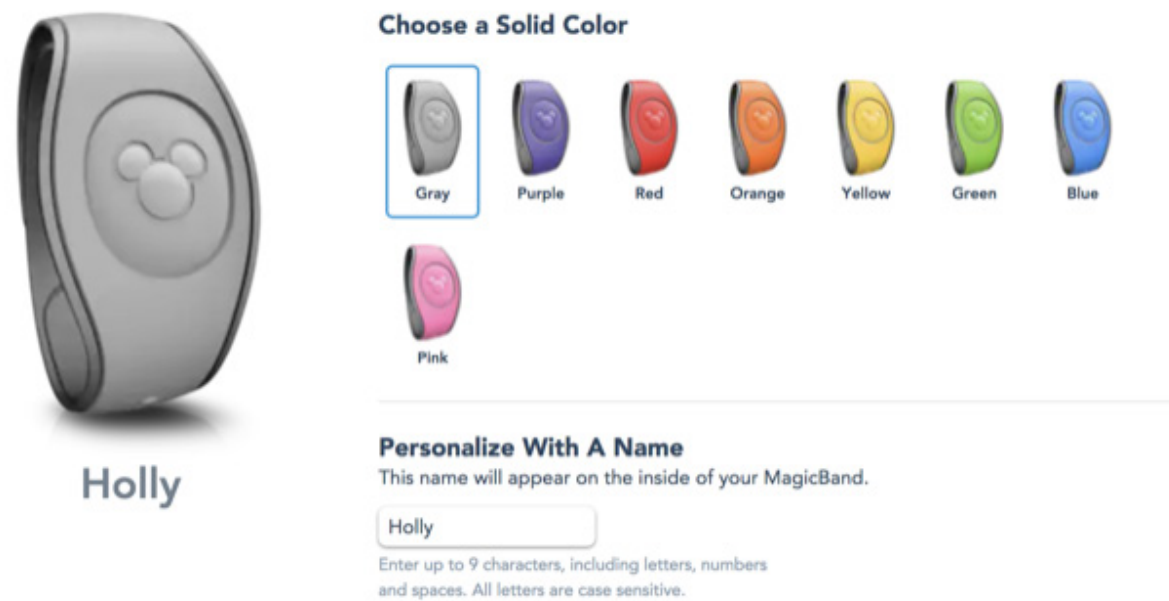 Choose a Solid Color
Gray Purple Red Orange Yellow Green Blue
Pink
Holly
Personalize With A Name
This name will appear on the inside of your MagicBand.
Holly
Enter up to 9 characters, including letters, numbers
and spaces. All letters are case sensitive.